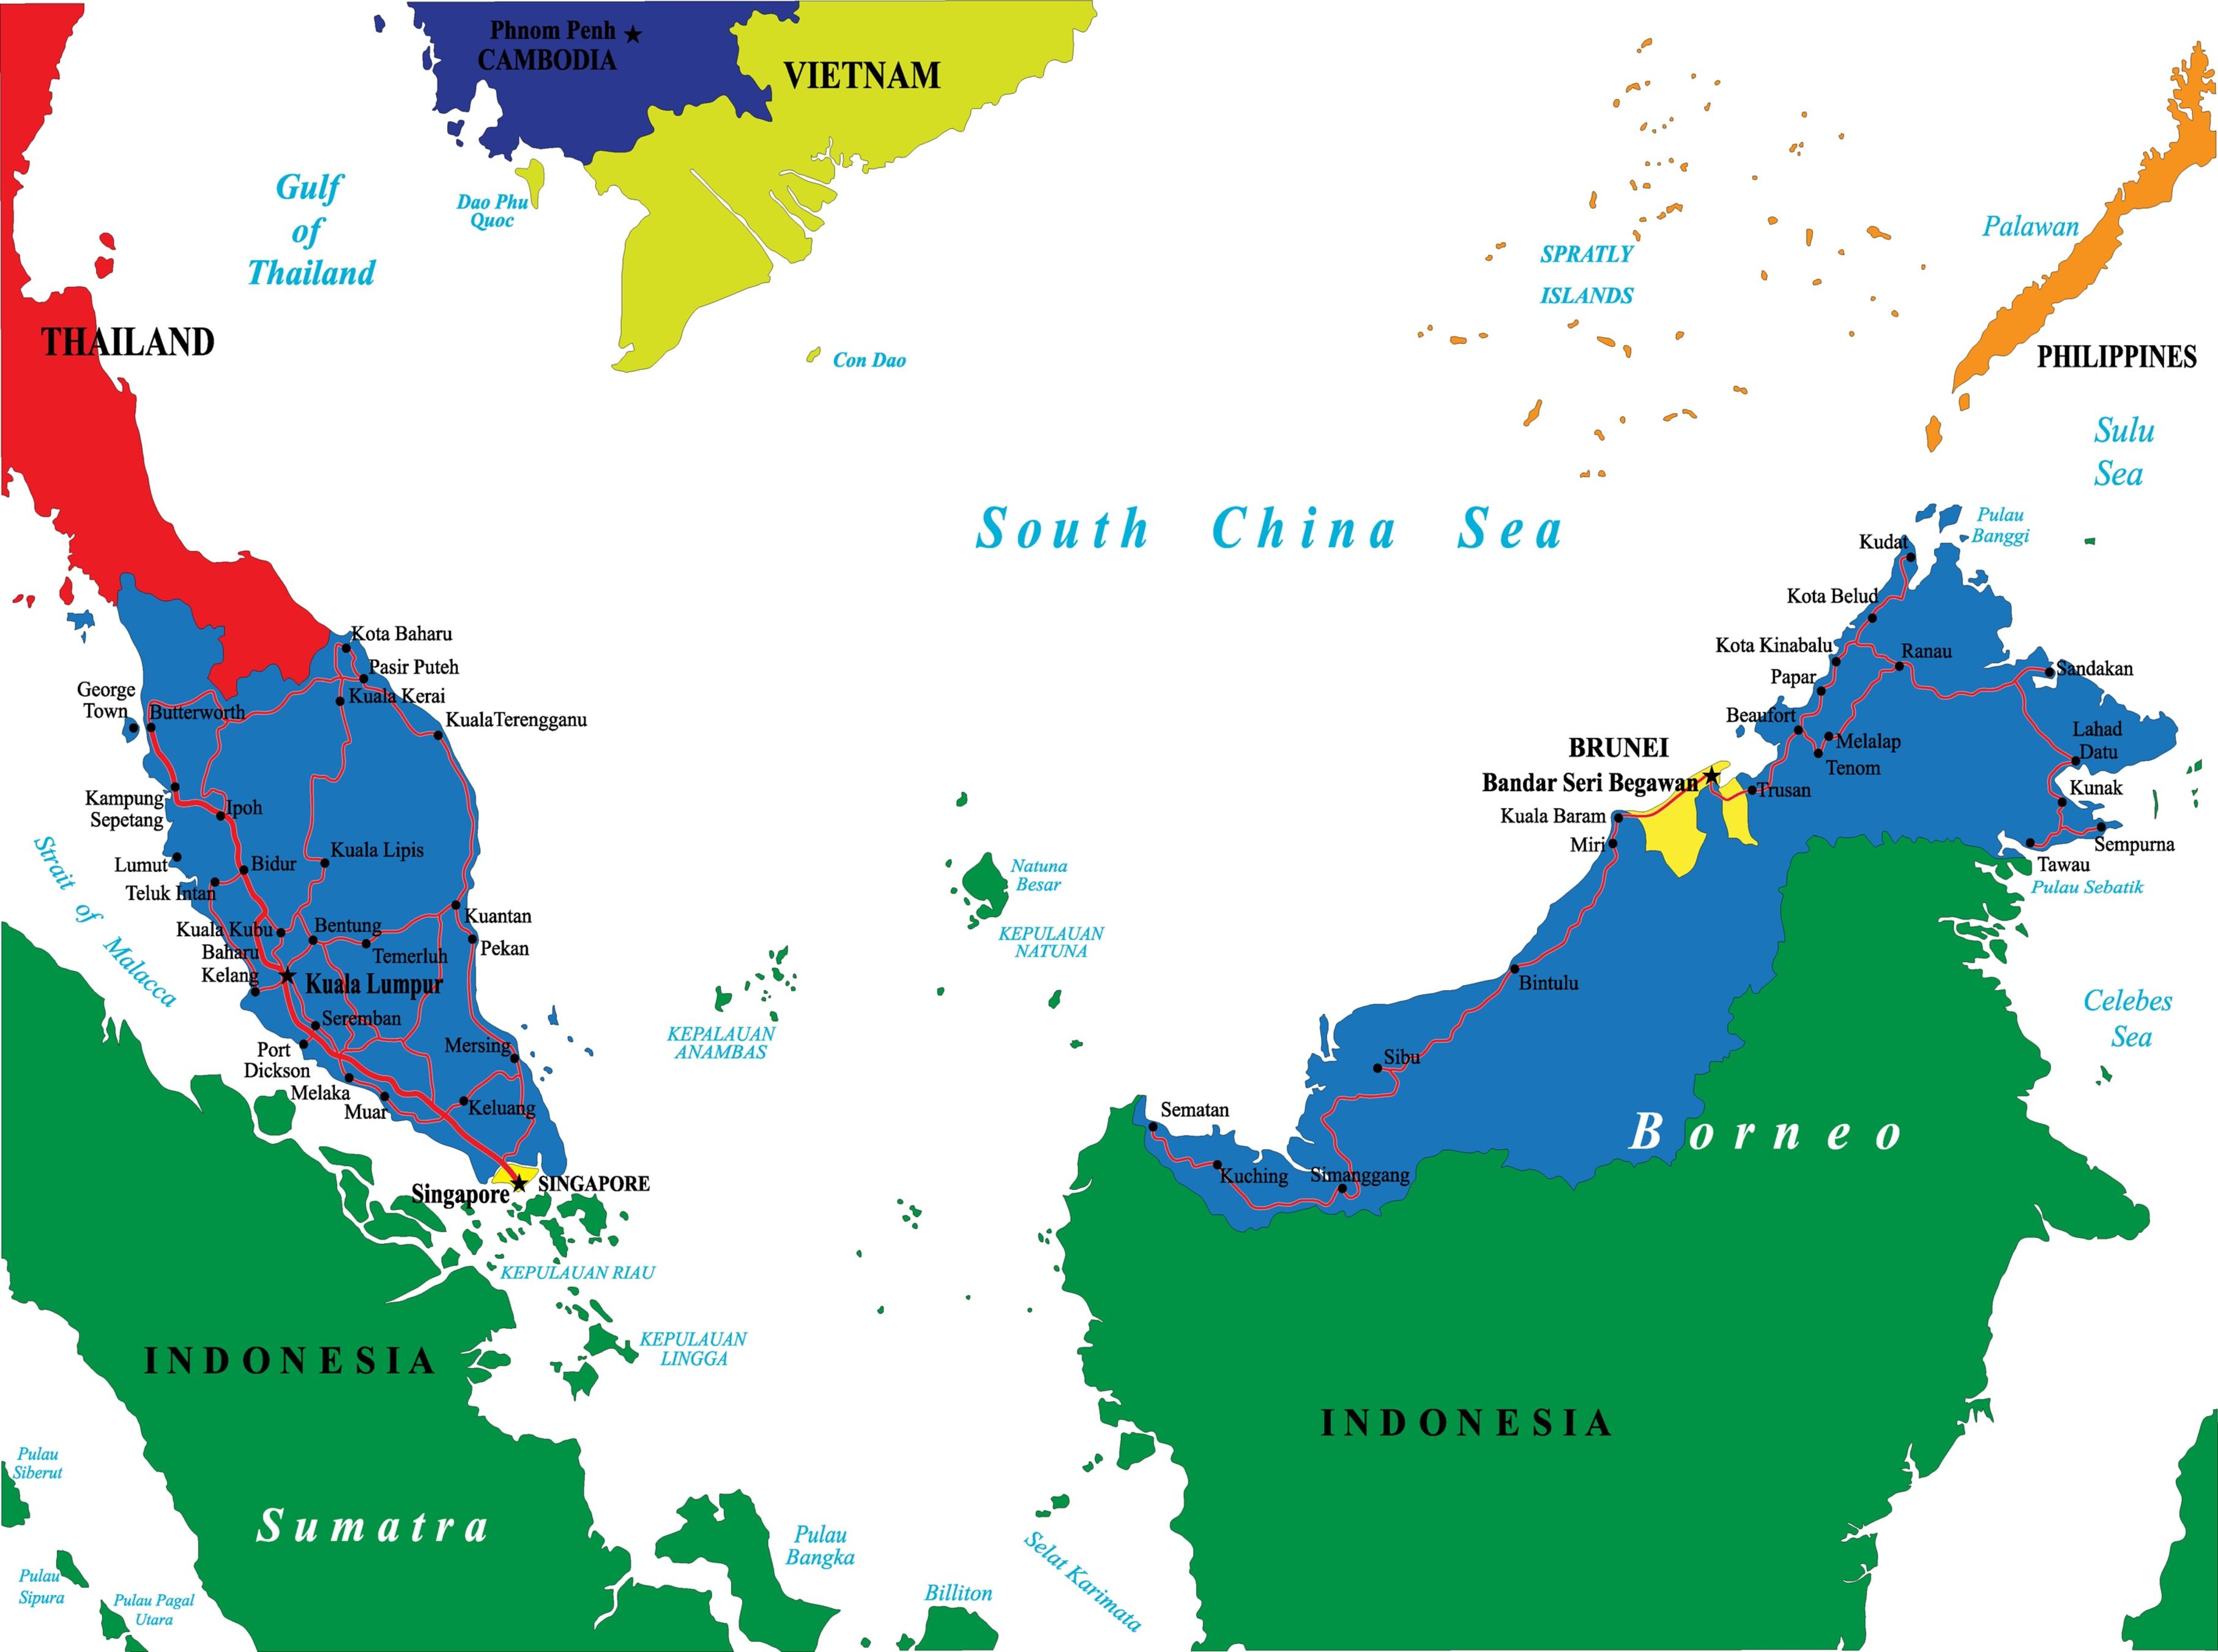 Phnom Penh
CAMBODIA
VIETNAM
Gulf
of
Thailand
Dao Phu
Quoc
Con Dao
THAILAND
SPRATLY
ISLANDS
Palawan
PHILIPPINES
Sulu
Sea
South China Sea
Pulau
Banggi
Kudat
Kota Belud
Kota Kinabalu
Ranau
Papar
Sandakan
Beaufort
Melalap
Tenom
Lahad
Datu
Kunak
Trusan
BRUNEI
Bandar Seri Begawan
Kuala Baram
Miri
Sempurna
Tawau
Pulau Sebatik
Kota Baharu
Pasir Puteh
Kuala Kerai
KualaTerengganu
George
Town
Butterworth
Kampung
Sepetang
Ipoh
Lumut
Bidur
Kuala Lipis
Teluk Intan
Kuala Kubu
Baharu
Bentung
Temerluh
Kuantan
Pekan
Kelang
Kuala Lumpur
Seremban
Port
Dickson
Mersing
Melaka
Muar
Keluang
Strait of Malacca
Singapore
SINGAPORE
Natuna
Besar
KEPULAUAN
NATUNA
KEPALAUAN
ANAMBAS
Bintulu
Sibu
Celebes
Sea
Sematan
Kuching
Simanggang
Borneo
KEPULAUAN RIAU
KEPULAUAN
LINGGA
INDONESIA
INDONESIA
Sumatra
Pulau
Siberut
Pulau
Sipura
Pulau Pagal
Utara
Pulau
Bangka
Billiton
Selat Karimata